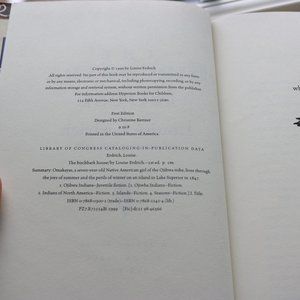 Copyright © 1999 by Louise Erdrich
All rights reserved. No part of this book may be reproduced or transmitted in any form
or by any means, electronic or mechanical, including photocopying, recording, or by any
information storage and retrieval system, without written permission from the publisher.
For information address Hyperion Books for Children,
114 Fifth Avenue, New York, New York 10011-5690.
First Edition
Designed by Christine Kettner
Printed in the United States of America
LIBRARY OF CONGRESS CATALOGING-IN-PUBLICATION DATA
Erdrich, Louise.
The birchbark house/by Louise Erdrich.—1st ed. p. cm.
Summary: Omakayas, a seven-year-old Native American girl of the Ojibwa tribe, lives through
the joys of summer and the perils of winter on an island in Lake Superior in 1847.
1. Ojibwa Indians—Juvenile fiction. [1. Ojibwa Indians—Fiction.
2. Indians of North America—Fiction. 3. Islands—Fiction. 4. Seasons—Fiction.] I. Title.